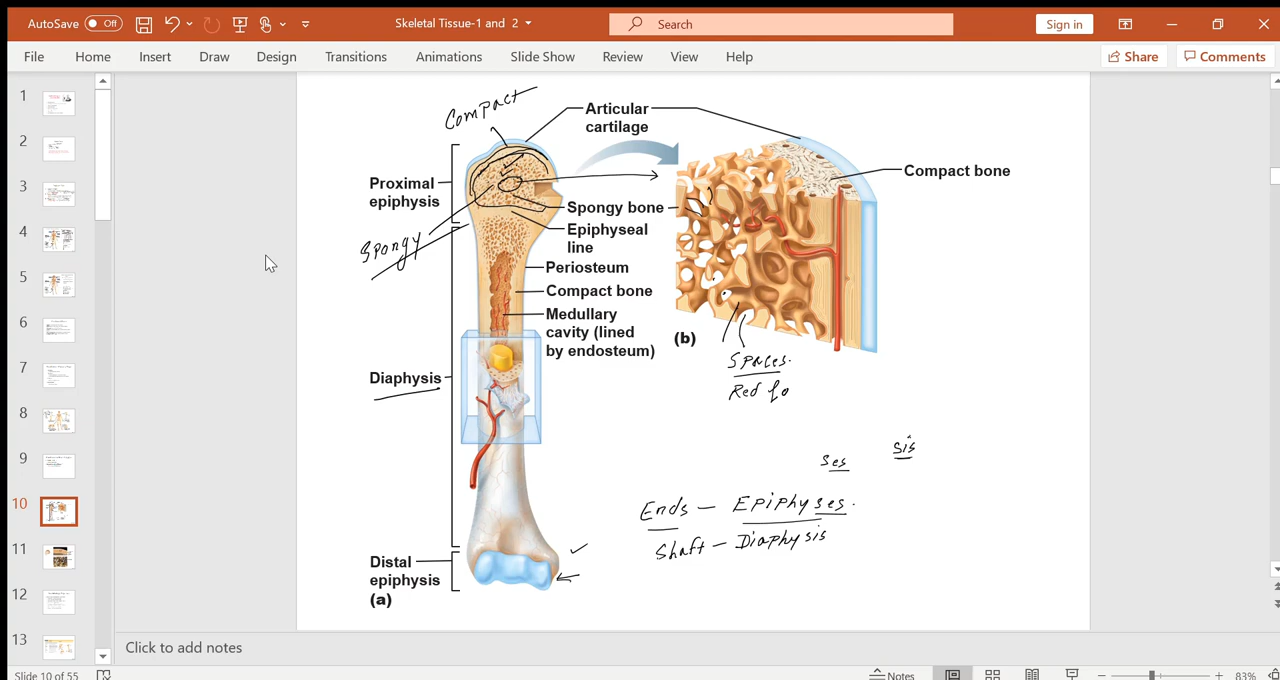 AutoSave Off
Skeletal Tissue-1 and 2
Search
Sign in
File Home Insert Draw Design Transitions Animations Slide Show Review View Help
Share Comments
1
2
3
4
5
6
7
8
9
10
11
12
13
Compact
Articular
cartilage
Proximal
epiphysis
Compact bone
Spongy bone
Spongy
Epiphyseal
line
Periosteum
Compact bone
Medullary
cavity (lined
by endosteum)
(b)
Spaces.
Red fo
Diaphysis
ses
sis
Ends – Epiphyses.
Shaft – Diaphysis
Distal
epiphysis
(a)
Click to add notes
Slide 10 of 55
Notes
83%